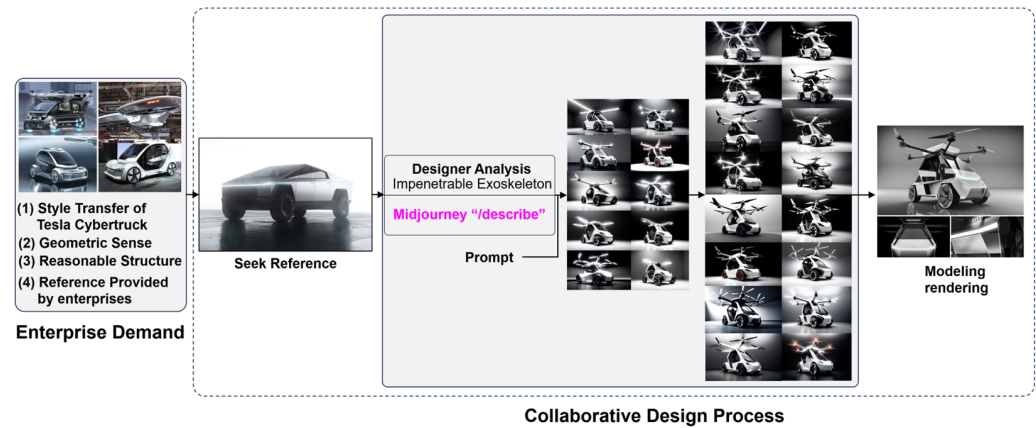 (1) Style Transfer of
Tesla Cybertruck
(2) Geometric Sense
(3) Reasonable Structure
(4) Reference Provided
by enterprises
Enterprise Demand
Seek Reference
Designer Analysis
Impenetrable Exoskeleton
Midjourney “/describe”
Prompt
Modeling
rendering
Collaborative Design Process